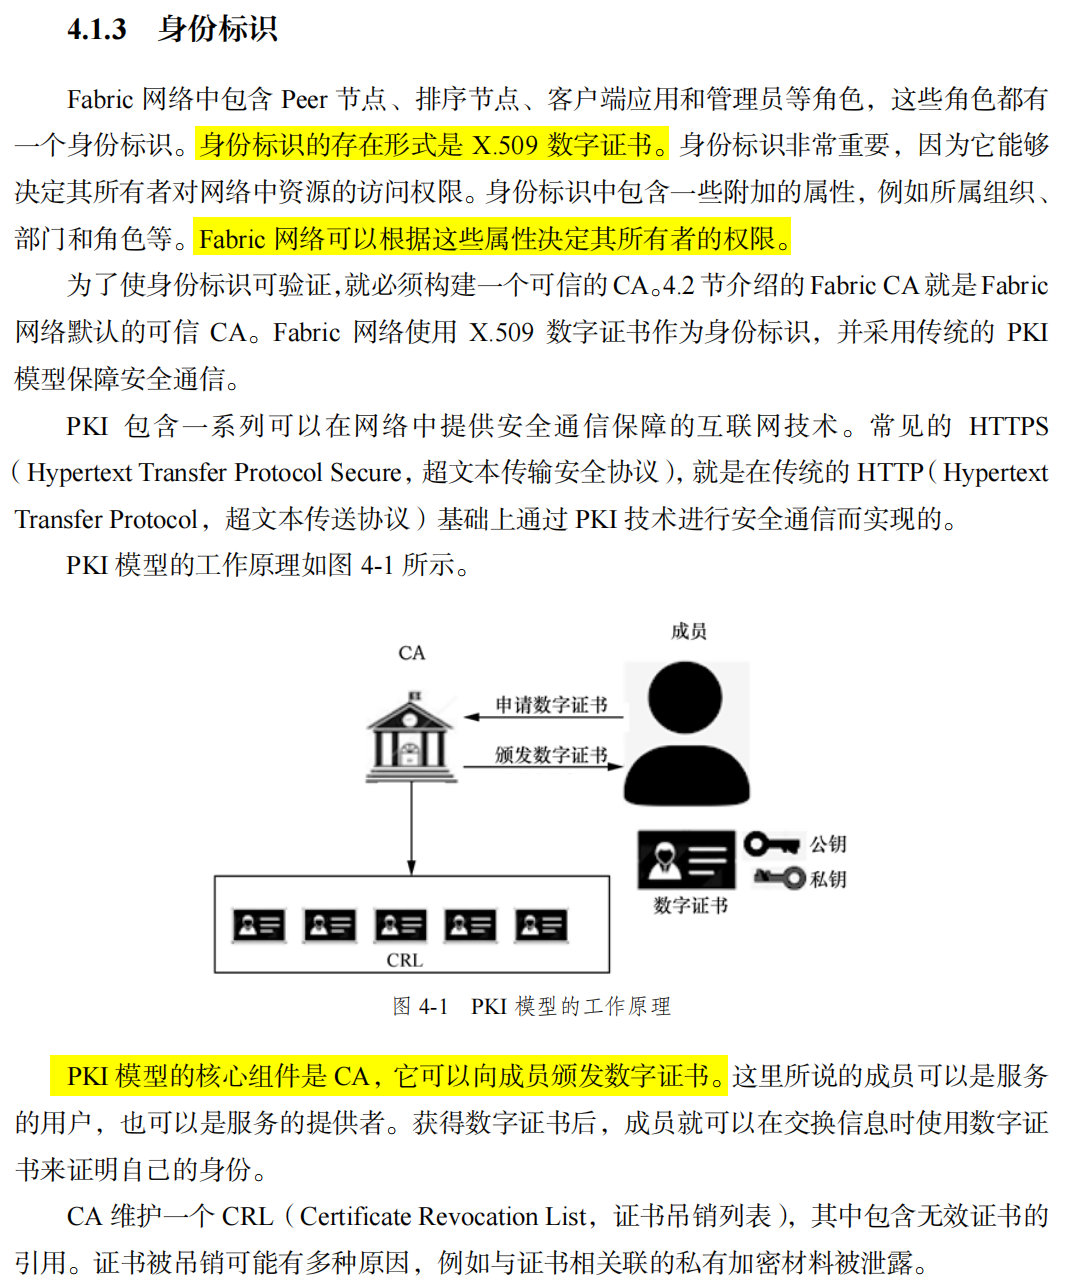 4.1.3 身份标识
Fabric 网络中包含 Peer 节点、排序节点、客户端应用和管理员等角色，这些角色都有
一个身份标识。身份标识的存在形式是 X.509 数字证书。身份标识非常重要，因为它能够
决定其所有者对网络中资源的访问权限。身份标识中包含一些附加的属性，例如所属组织、
部门和角色等。Fabric 网络可以根据这些属性决定其所有者的权限。
为了使身份标识可验证，就必须构建一个可信的 CA。4.2 节介绍的 Fabric CA 就是 Fabric
网络默认的可信 CA。Fabric 网络使用 X.509 数字证书作为身份标识，并采用传统的 PKI
模型保障安全通信。
PKI 包含一系列可以在网络中提供安全通信保障的互联网技术。常见的 HTTPS
（Hypertext Transfer Protocol Secure，超文本传输安全协议），就是在传统的 HTTP（Hypertext
Transfer Protocol，超文本传送协议）基础上通过 PKI 技术进行安全通信而实现的。
PKI 模型的工作原理如图 4-1 所示。
成员
CA
申请数字证书
颁发数字证书
公钥
私钥
数字证书
CRL
图 4-1 PKI 模型的工作原理
PKI 模型的核心组件是 CA，它可以向成员颁发数字证书。这里所说的成员可以是服务
的用户，也可以是服务的提供者。获得数字证书后，成员就可以在交换信息时使用数字证
书来证明自己的身份。
CA 维护一个 CRL（Certificate Revocation List，证书吊销列表），其中包含无效证书的
引用。证书被吊销可能有多种原因，例如与证书相关联的私有加密材料被泄露。